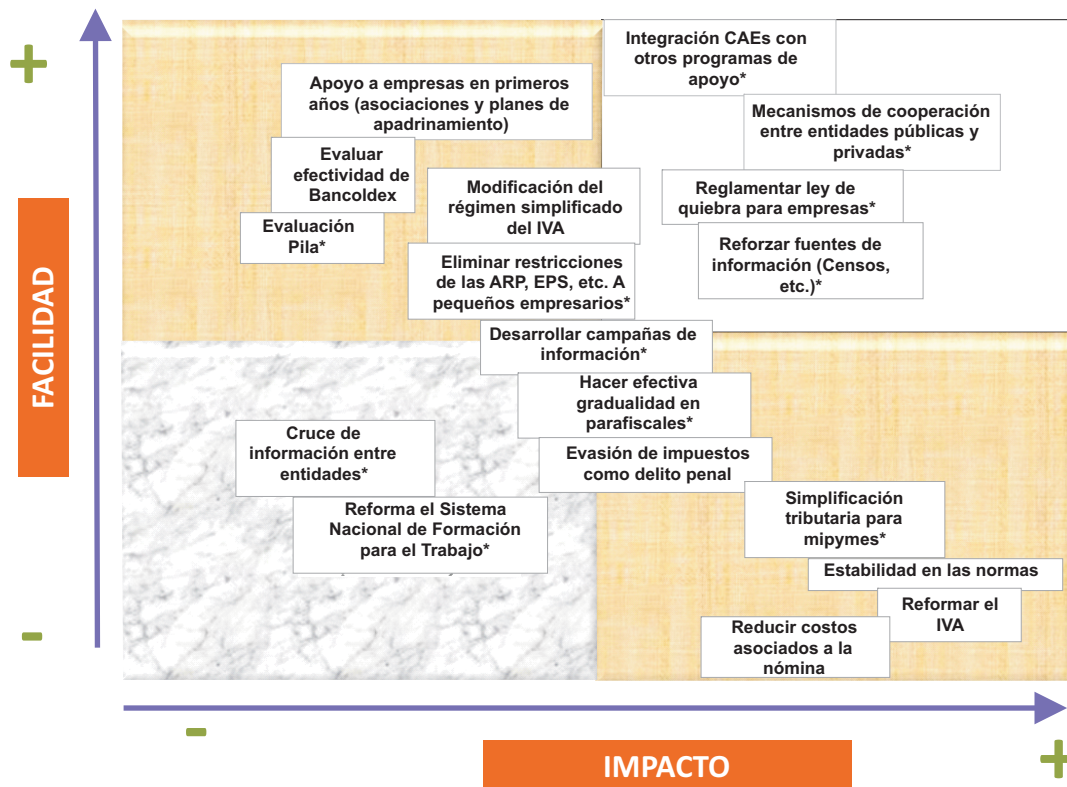 +
FACILIDAD
-
Integración CAEs con
otros programas de
apoyo*
Apoyo a empresas en primeros
años (asociaciones y planes de
apadrinamiento)
Mecanismos de cooperación
entre entidades públicas y
privadas*
Evaluar
efectividad de
Bancoldex
Modificación del
régimen simplificado
del IVA
Reglamentar ley de
quiebra para empresas*
Evaluación
Pila*
Reforzar fuentes de
información (Censos,
etc.)*
Eliminar restricciones
de las ARP, EPS, etc. A
pequeños empresarios*
Desarrollar campañas de
información*
Hacer efectiva
gradualidad en
parafiscales*
Cruce de
información entre
entidades*
Evasión de impuestos
como delito penal
Reforma el Sistema
Nacional de Formación
para el Trabajo*
Simplificación
tributaria para
mipymes*
Estabilidad en las normas
Reformar el
IVA
Reducir costos
asociados a la
nómina
-
IMPACTO
+